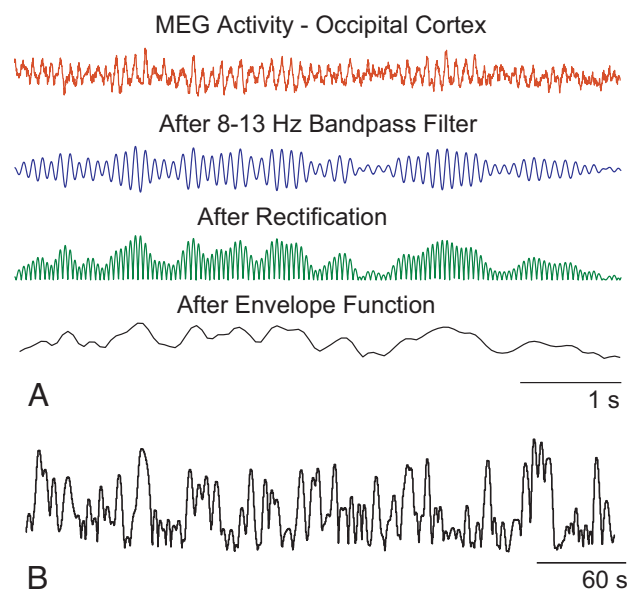 MEG Activity - Occipital Cortex
After 8-13 Hz Bandpass Filter
After Rectification
After Envelope Function
A
1 s
B
60 s